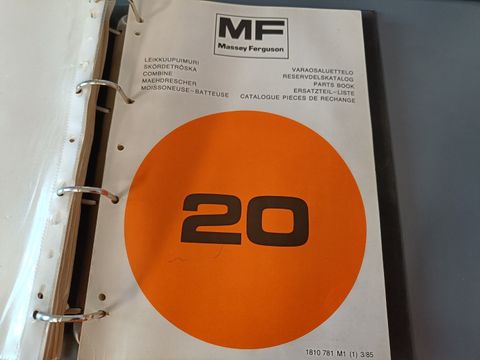 MF
Massey Ferguson
LEIKKUUPUIMURI
SKÖRDETRÖSKA
COMBINE
MAEHDRESCHER
MOISSONEUSE-BATTEUSE
VARAOSALUETTELO
RESERVDELSKATALOG
PARTS BOOK
ERSATZTEIL-LISTE
CATALOGUE PIECES DE RECHANGE
20
1810 781 M1 (1) 3/85